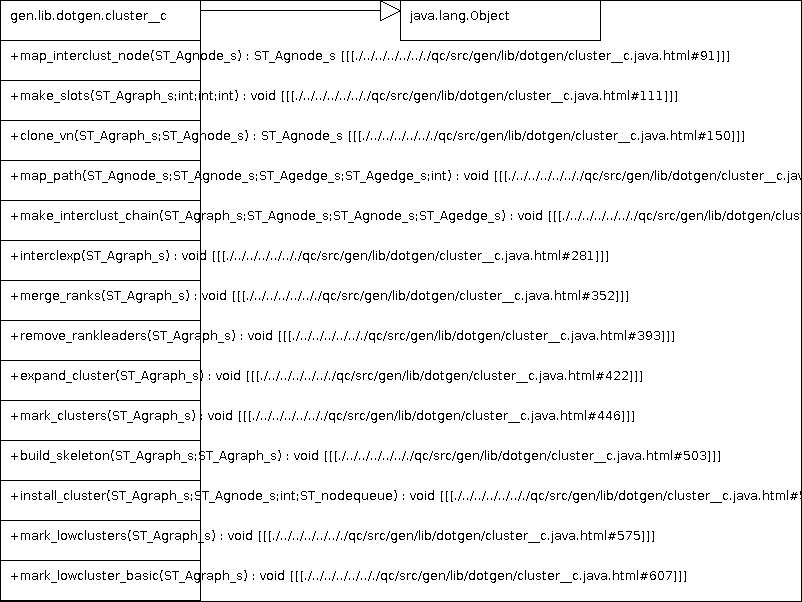 gen.lib.dotgen.cluster__c
java.lang.Object
+map_interclust_node(ST_Agnode_s) : ST_Agnode_s [[[./../../../../../qc/src/gen/lib/dotgen/cluster__c.java.html#91]]]
+make_slots(ST_Agraph_s;int;int;int) : void [[[./../../../../../qc/src/gen/lib/dotgen/cluster__c.java.html#111]]]
+clone_vn(ST_Agraph_s;ST_Agnode_s) : ST_Agnode_s [[[./../../../../../qc/src/gen/lib/dotgen/cluster__c.java.html#150]]]
+map_path(ST_Agnode_s;ST_Agnode_s;ST_Agedge_s;ST_Agedge_s;int) : void [[[./../../../../../qc/src/gen/lib/dotgen/cluster__c.jav
+make_interclust_chain(ST_Agraph_s;ST_Agnode_s;ST_Agnode_s;ST_Agedge_s) : void [[[./../../../../../qc/src/gen/lib/dotgen/clust
+interclexp(ST_Agraph_s) : void [[[./../../../../../qc/src/gen/lib/dotgen/cluster__c.java.html#281]]]
+merge_ranks(ST_Agraph_s) : void [[[./../../../../../qc/src/gen/lib/dotgen/cluster__c.java.html#352]]]
+remove_rankleaders(ST_Agraph_s) : void [[[./../../../../../qc/src/gen/lib/dotgen/cluster__c.java.html#393]]]
+expand_cluster(ST_Agraph_s) : void [[[./../../../../../qc/src/gen/lib/dotgen/cluster__c.java.html#422]]]
+mark_clusters(ST_Agraph_s) : void [[[./../../../../../qc/src/gen/lib/dotgen/cluster__c.java.html#446]]]
+build_skeleton(ST_Agraph_s;ST_Agraph_s) : void [[[./../../../../../qc/src/gen/lib/dotgen/cluster__c.java.html#503]]]
+install_cluster(ST_Agraph_s;ST_Agnode_s;int;ST_nodequeue) : void [[[./../../../../../qc/src/gen/lib/dotgen/cluster__c.java.html#5
+mark_lowclusters(ST_Agraph_s) : void [[[./../../../../../qc/src/gen/lib/dotgen/cluster__c.java.html#575]]]
+mark_lowcluster_basic(ST_Agraph_s) : void [[[./../../../../../qc/src/gen/lib/dotgen/cluster__c.java.html#607]]]